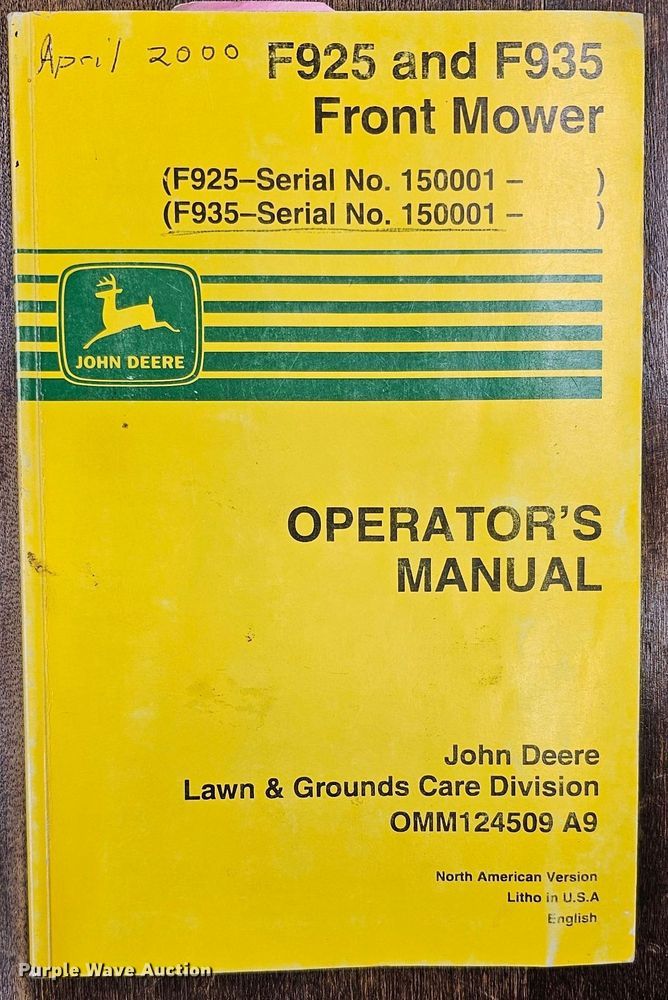 April 2000
F925 and F935
Front Mower
(F925–Serial No. 150001 – )
(F935–Serial No. 150001 – )
JOHN DEERE
OPERATOR'S
MANUAL
John Deere
Lawn & Grounds Care Division
OMM124509 A9
North American Version
Litho in U.S.A
English
Purple Wave Auction